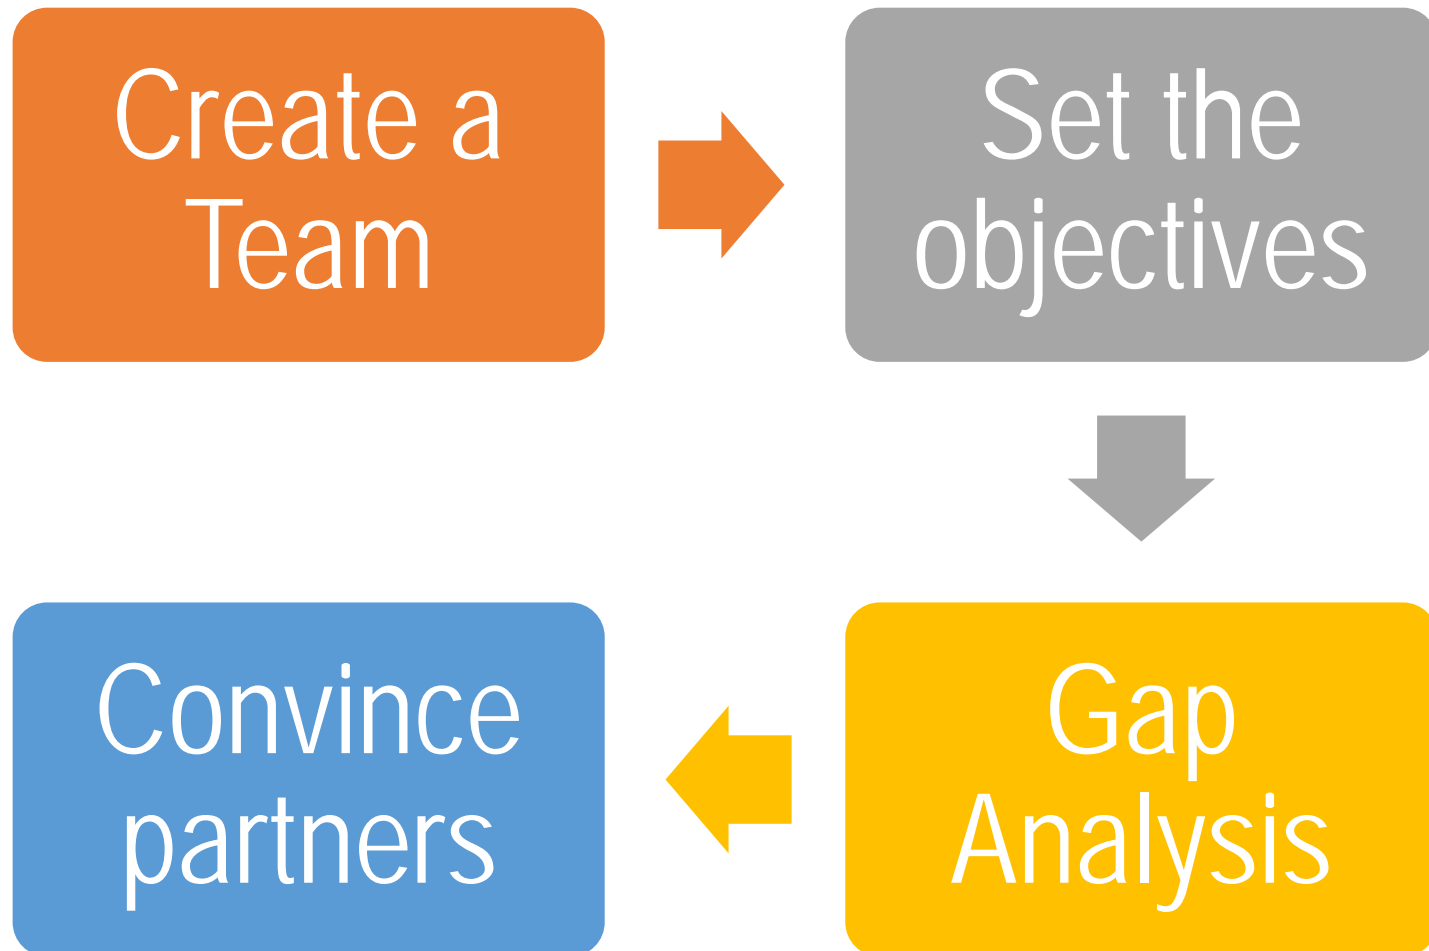 Create a
Team
Set the
objectives
Gap
Analysis
Convince
partners